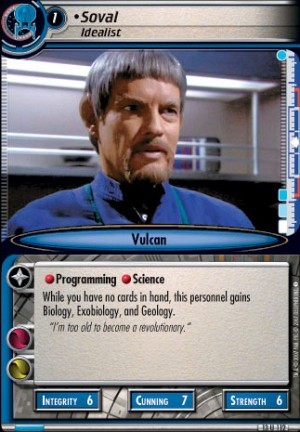 1
•Soval
Idealist
Vulcan
Programming Science
While you have no cards in hand, this personnel gains
Biology, Exobiology, and Geology.
"I'm too old to become a revolutionary."
Integrity 6 Cunning 7 Strength 6